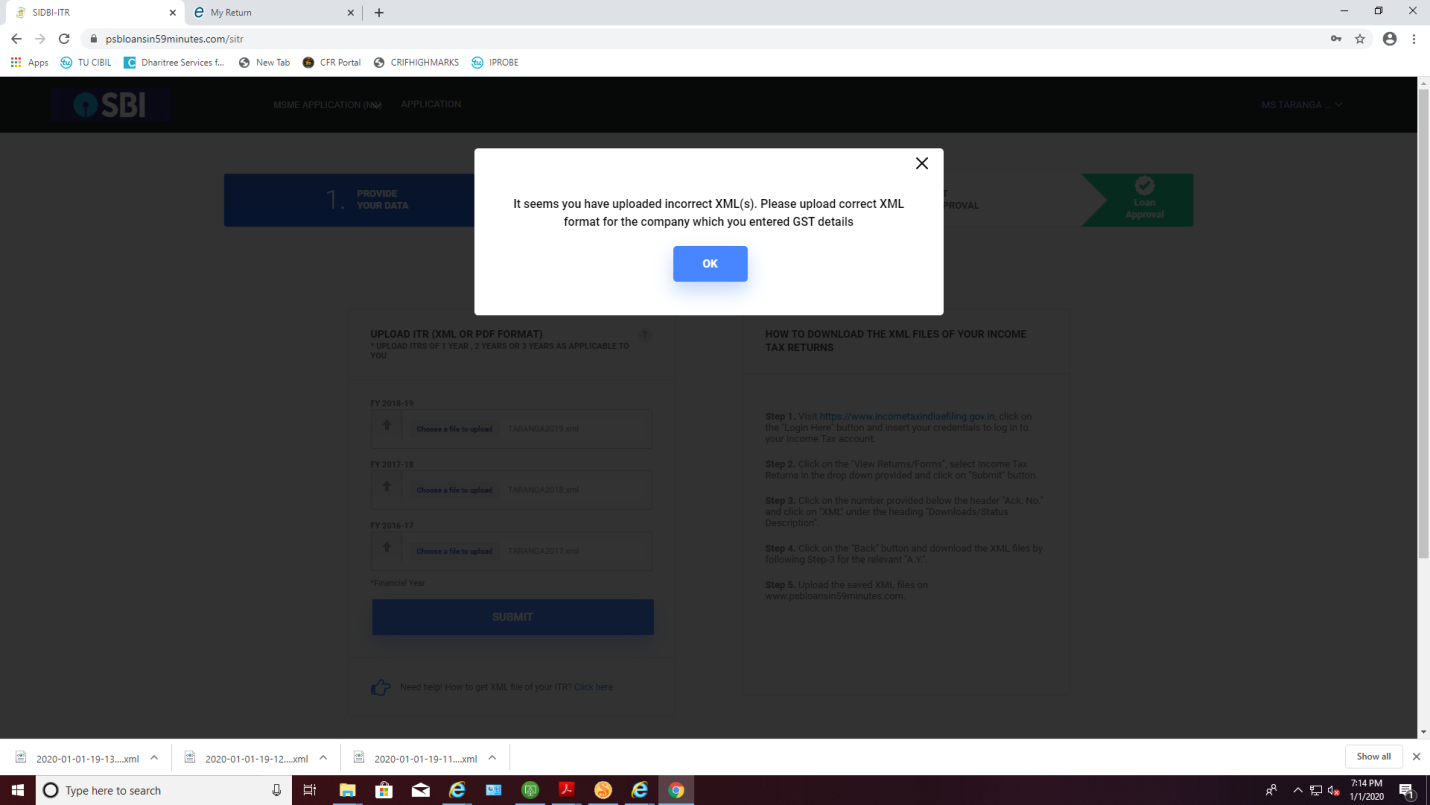 SIDBI-ITR
My Return
psbloansin59minutes.com/sitr
Apps TU CIBIL Dharitree Services f... New Tab CFR Portal CRIFHIGHMARKS IPROBE
SBI MSME APPLICATION APPLICATION MS TARANGA ...
1. PROVIDE
YOUR DATA
Loan
Approval
It seems you have uploaded incorrect XML(s). Please upload correct XML
format for the company which you entered GST details
OK
UPLOAD ITR (XML OR PDF FORMAT) ?
* UPLOAD ITRS OF 1 YEAR , 2 YEARS OR 3 YEARS AS APPLICABLE TO
YOU
FY 2018-19
Choose a file to upload TARANGA2019.xml
FY 2017-18
Choose a file to upload TARANGA2018.xml
FY 2016-17
Choose a file to upload TARANGA2017.xml
*Financial Year
SUBMIT
Need help! How to get XML file of your ITR? Click here
HOW TO DOWNLOAD THE XML FILES OF YOUR INCOME
TAX RETURNS
Step 1. Visit https://www.incometaxindiaefiling.gov.in, click on
the "Login Here" button and insert your credentials to log in to
your Income Tax account.
Step 2. Click on the "View Returns/Forms", select Income Tax
Returns in the drop down provided and click on "Submit" button.
Step 3. Click on the number provided below the header "Ack. No."
and click on "XML" under the heading "Downloads/Status
Description".
Step 4. Click on the "Back" button and download the XML files by
following Step-3 for the relevant "A.Y.".
Step 5. Upload the saved XML files on
www.psbloansin59minutes.com.
2020-01-01-19-13....xml 2020-01-01-19-12....xml 2020-01-01-19-11....xml Show all
Type here to search
7:14 PM
1/1/2020
1